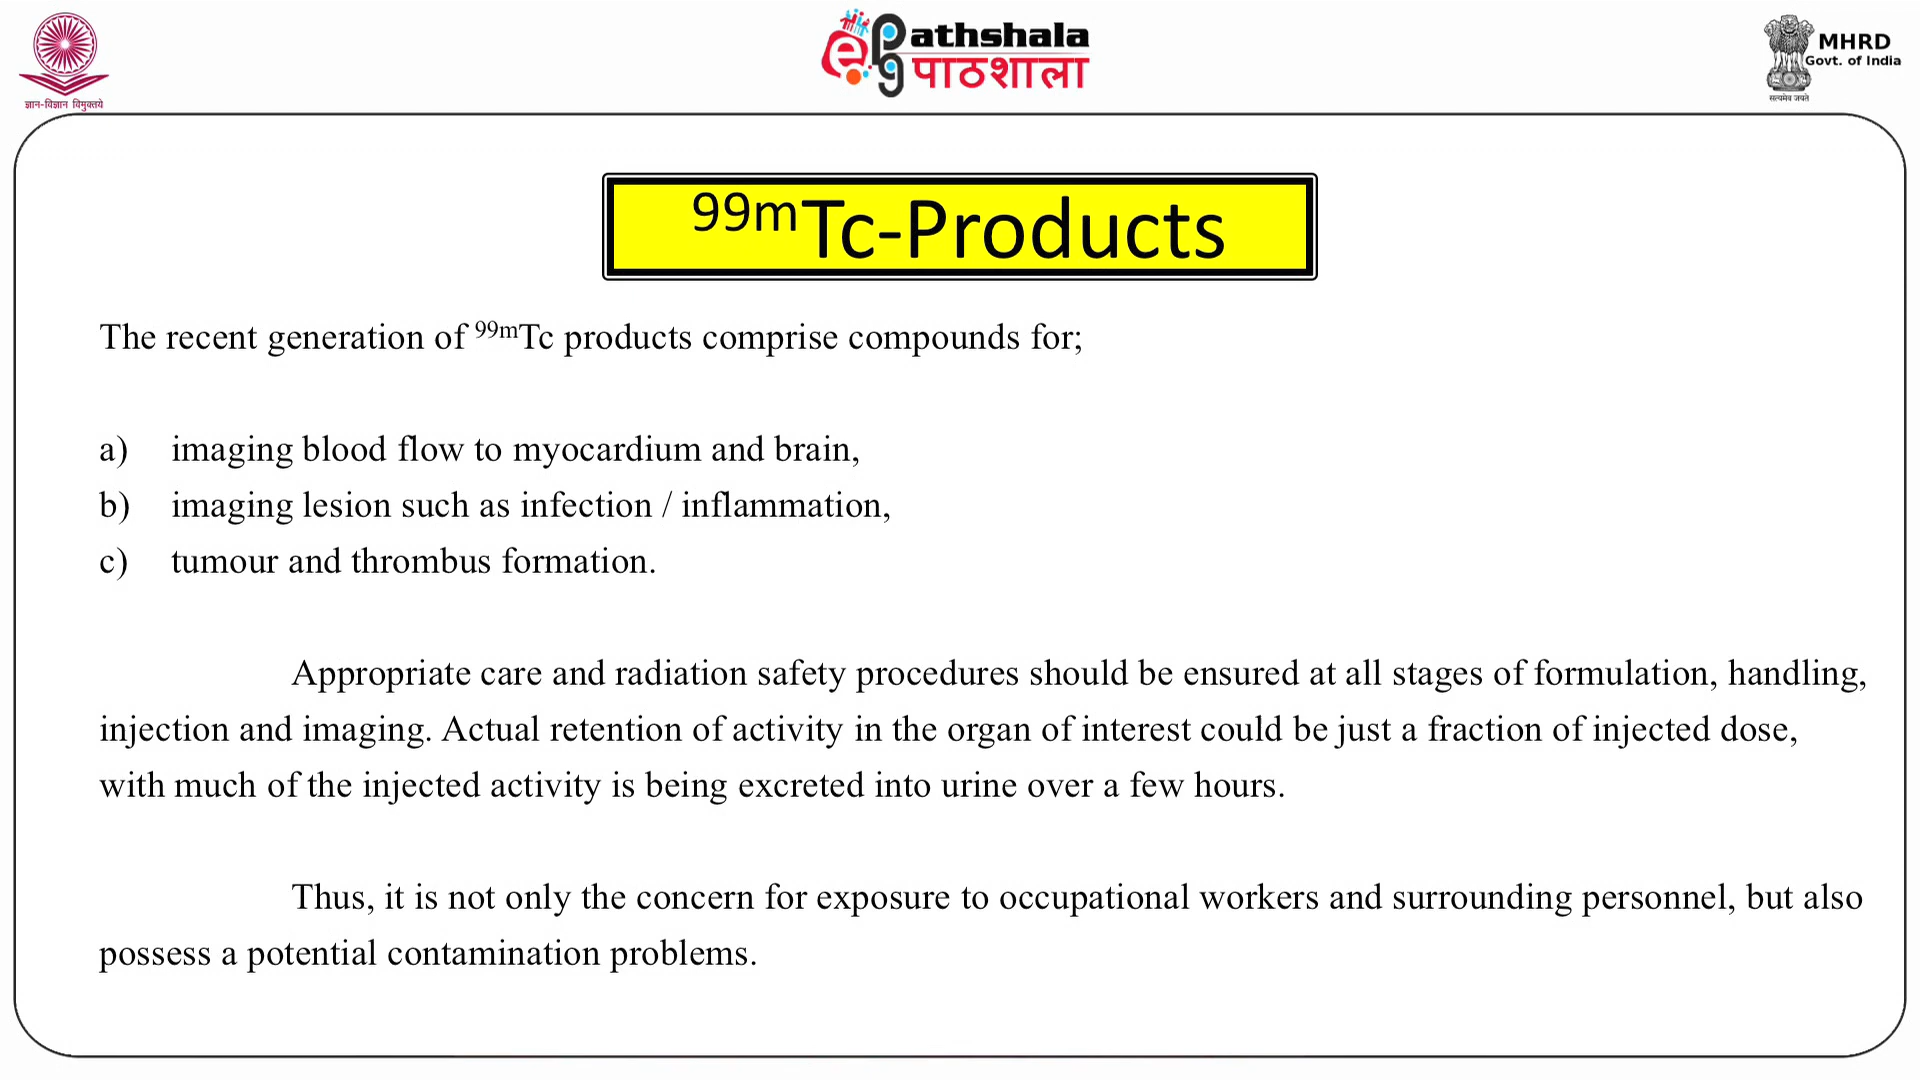 ज्ञान-विज्ञान विमुक्तये
ePathshala
पाठशाला
MHRD
Govt. of India
सत्यमेव जयते
99mTc-Products
The recent generation of 99mTc products comprise compounds for;
a) imaging blood flow to myocardium and brain,
b) imaging lesion such as infection / inflammation,
c) tumour and thrombus formation.
Appropriate care and radiation safety procedures should be ensured at all stages of formulation, handling,
injection and imaging. Actual retention of activity in the organ of interest could be just a fraction of injected dose,
with much of the injected activity is being excreted into urine over a few hours.
Thus, it is not only the concern for exposure to occupational workers and surrounding personnel, but also
possess a potential contamination problems.